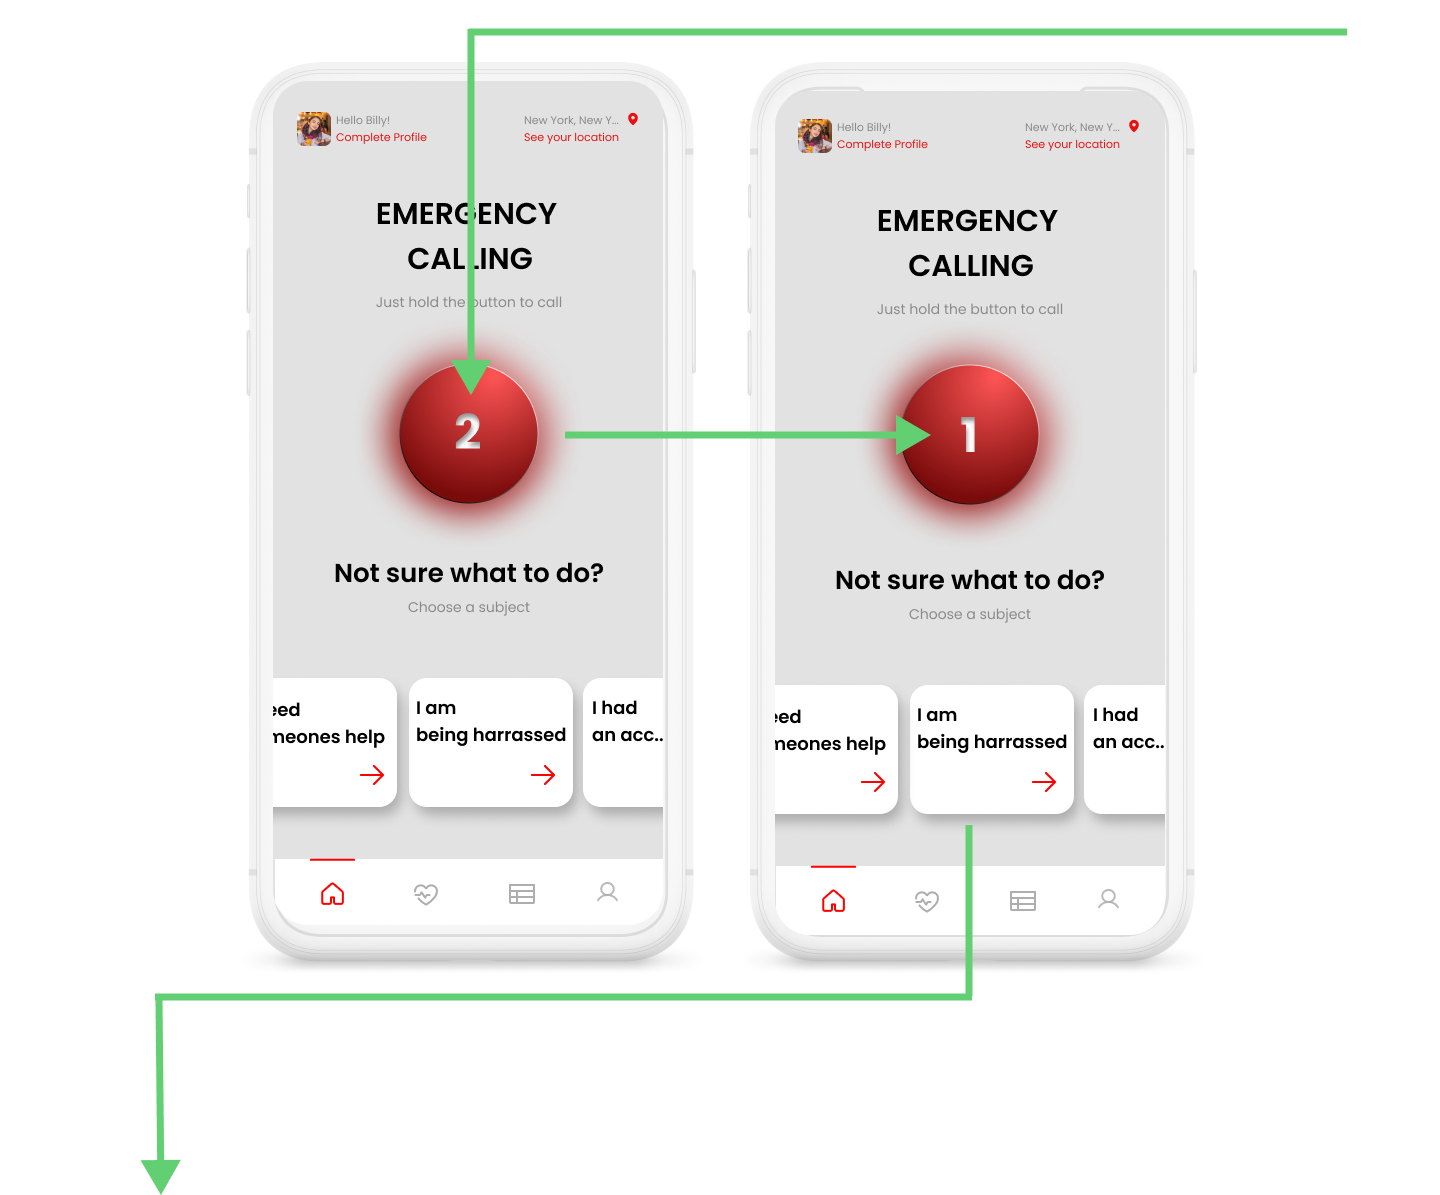 Hello Billy!
Complete Profile
New York, New Y...
See your location
EMERGENCY
CALLING
Just hold the button to call
2
Not sure what to do?
Choose a subject
eed
meones help
I am
being harrassed
I had
an acc..
Hello Billy!
Complete Profile
New York, New Y...
See your location
EMERGENCY
CALLING
Just hold the button to call
1
Not sure what to do?
Choose a subject
eed
meones help
I am
being harrassed
I had
an acc..